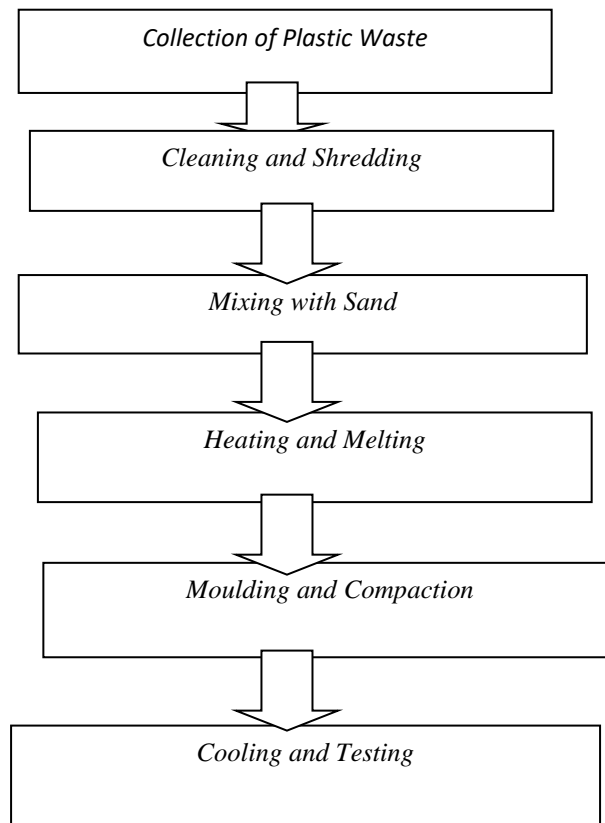 Collection of Plastic Waste
Cleaning and Shredding
Mixing with Sand
Heating and Melting
Moulding and Compaction
Cooling and Testing